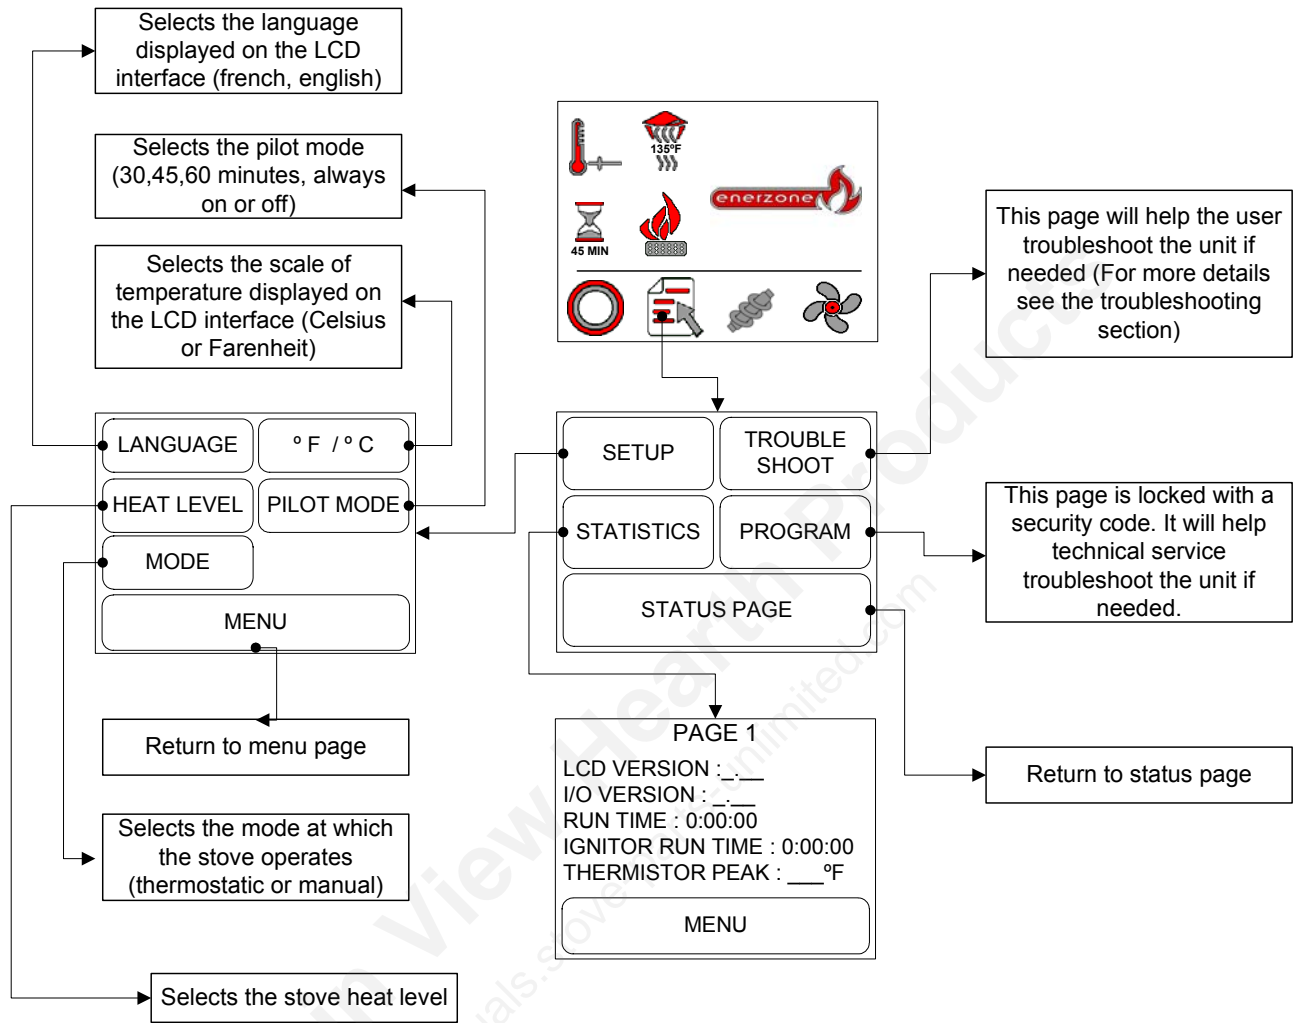 Selects the language
displayed on the LCD
interface (french, english)
Selects the pilot mode
(30,45,60 minutes, always
on or off)
Selects the scale of
temperature displayed on
the LCD interface (Celsius
or Farenheit)
135ºF
enerzone
45 MIN
This page will help the user
troubleshoot the unit if
needed (For more details
see the troubleshooting
section)
LANGUAGE
º F / º C
HEAT LEVEL
PILOT MODE
MODE
MENU
SETUP
TROUBLE
SHOOT
STATISTICS
PROGRAM
STATUS PAGE
This page is locked with a
security code. It will help
technical service
troubleshoot the unit if
needed.
Return to menu page
Selects the mode at which
the stove operates
(thermostatic or manual)
Selects the stove heat level
PAGE 1
LCD VERSION :_.__
I/O VERSION : _.__
RUN TIME : 0:00:00
IGNITOR RUN TIME : 0:00:00
THERMISTOR PEAK : ___ºF
MENU
Return to status page
View Hearth Products